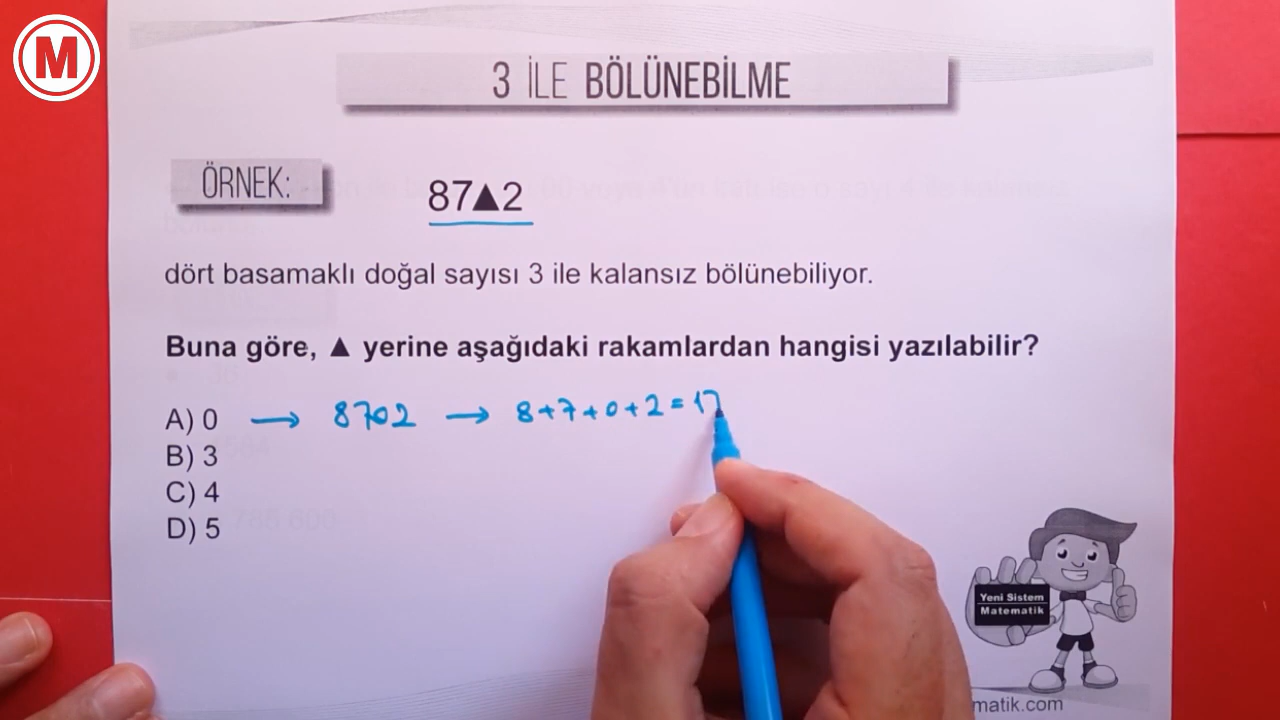 M
3 İLE BÖLÜNEBİLME
ÖRNEK:
87▲2
dört basamaklı doğal sayısı 3 ile kalansız bölünebiliyor.
Buna göre, ▲ yerine aşağıdaki rakamlardan hangisi yazılabilir?
A) 0 → 8702 → 8+7+0+2=17
B) 3
C) 4
D) 5
Yeni Sistem
Matematik
matik.com